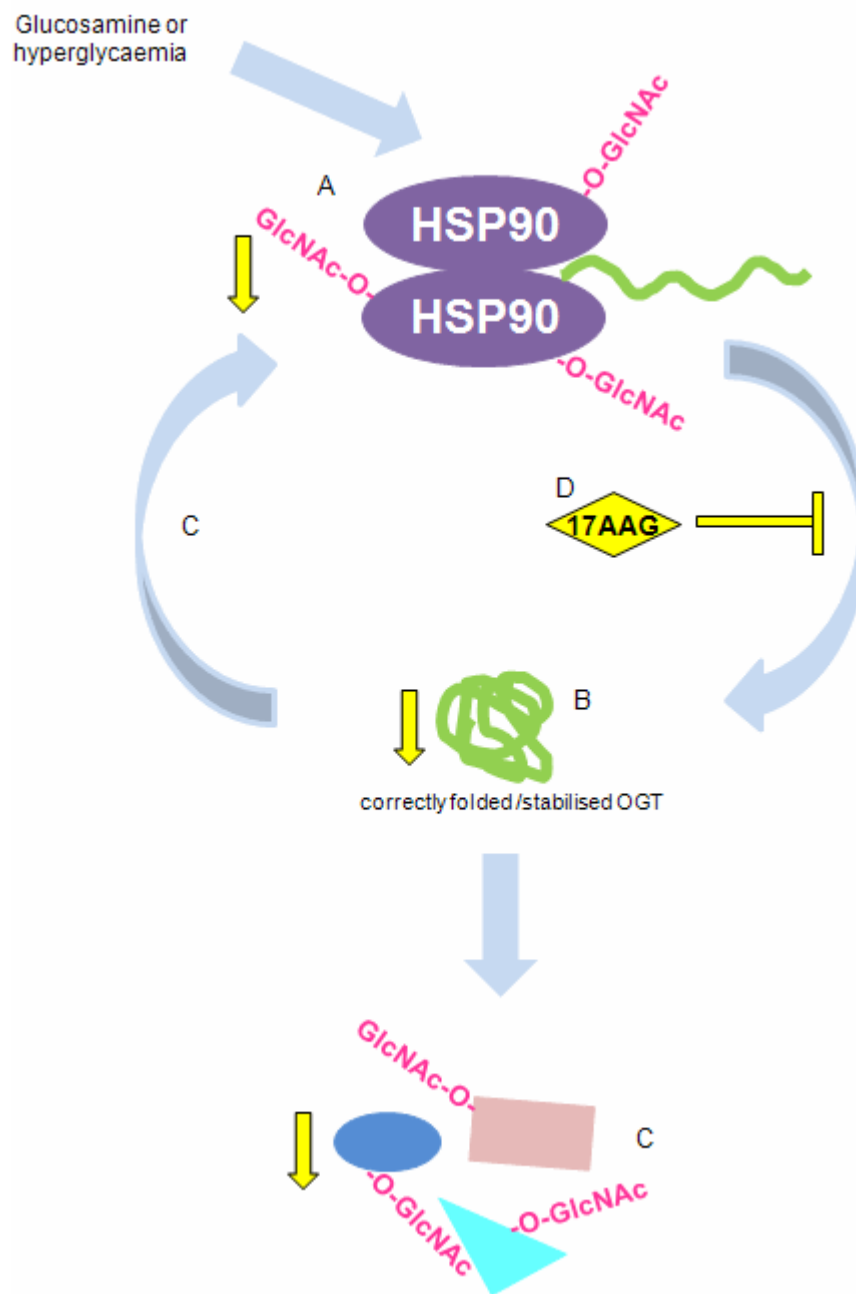 Glucosamine or
hyperglycaemia
-O-GlcNAc
A
GlcNAc-O-
HSP90
HSP90
-O-GlcNAc
D
17AAG
C
B
correctly folded/stabilised OGT
GlcNAc-O-
C
-O-GlcNAc
-O-GlcNAc